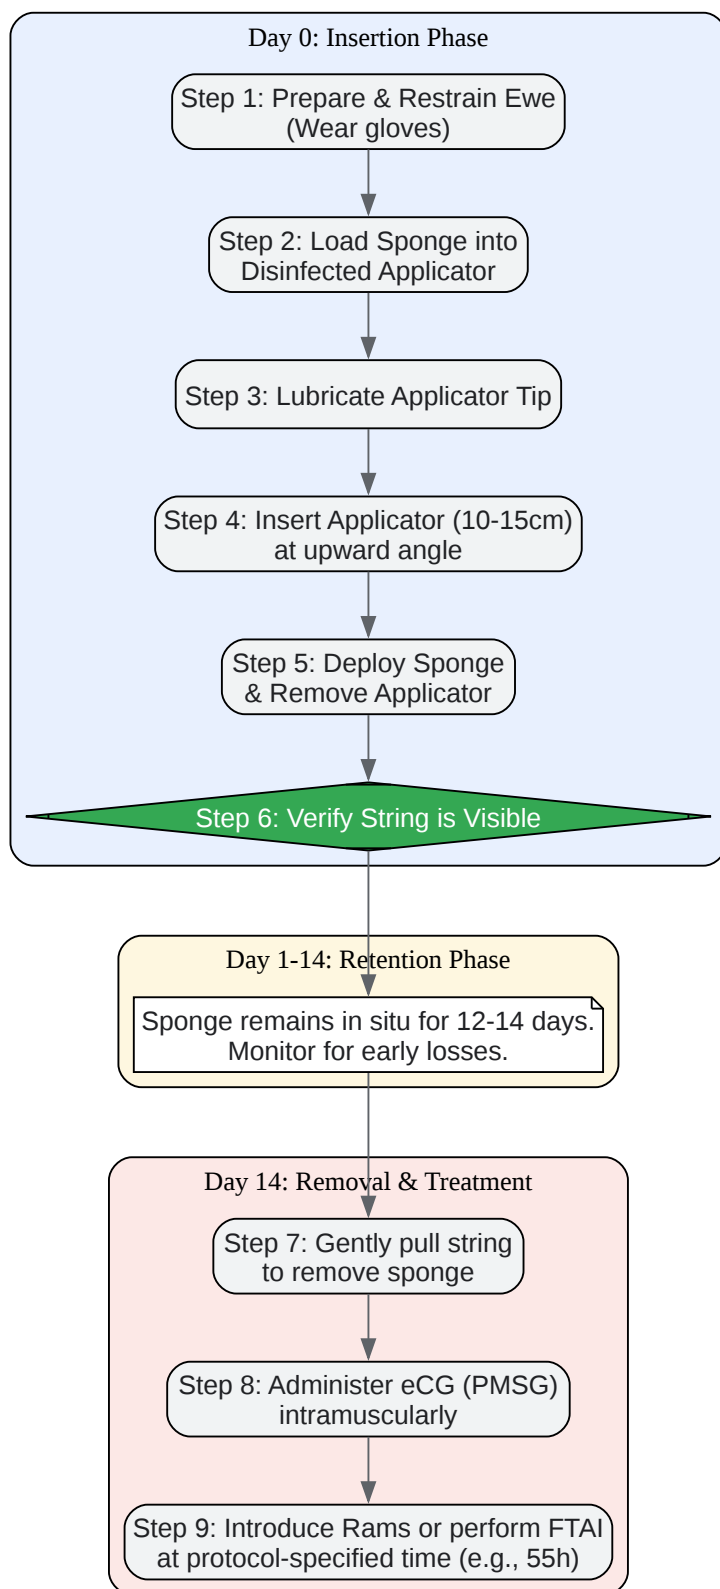 Day 0: Insertion Phase
Step 1: Prepare & Restrain Ewe
(Wear gloves)
Step 2: Load Sponge into
Disinfected Applicator
Step 3: Lubricate Applicator Tip
Step 4: Insert Applicator (10-15cm)
at upward angle
Step 5: Deploy Sponge
& Remove Applicator
Step 6: Verify String is Visible
Day 1-14: Retention Phase
Sponge remains in situ for 12-14 days.
Monitor for early losses.
Day 14: Removal & Treatment
Step 7: Gently pull string
to remove sponge
Step 8: Administer eCG (PMSG)
intramuscularly
Step 9: Introduce Rams or perform FTAI
at protocol-specified time (e.g., 55h)